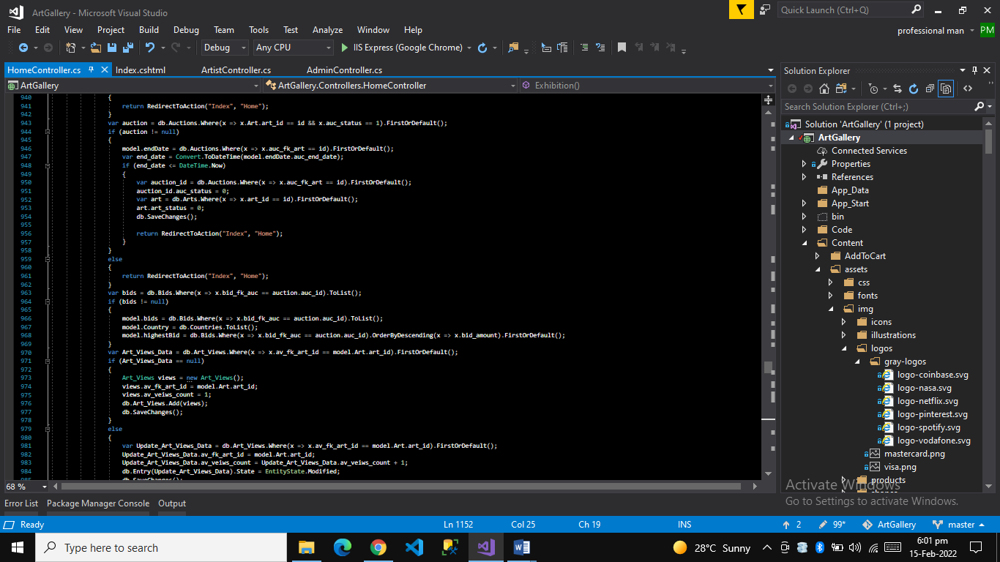 ArtGallery - Microsoft Visual Studio
Quick Launch (Ctrl+Q)
File Edit View Project Build Debug Team Tools Test Analyze Window Help
professional man PM
Debug Any CPU IIS Express (Google Chrome)
HomeController.cs Index.cshtml ArtistController.cs AdminController.cs
ArtGallery ArtGallery.Controllers.HomeController Exhibition()
940 {
941 return RedirectToAction("Index", "Home");
942 }
943 var auction = db.Auctions.Where(x => x.Art.art_id == id && x.auc_status == 1).FirstOrDefault();
944 if (auction != null)
945 {
946 model.endDate = db.Auctions.Where(x => x.auc_fk_art == id).FirstOrDefault();
947 var end_date = Convert.ToDateTime(model.endDate.auc_end_date);
948 if (end_date <= DateTime.Now)
949 {
950 var auction_id = db.Auctions.Where(x => x.auc_fk_art == id).FirstOrDefault();
951 auction_id.auc_status = 0;
952 var art = db.Arts.Where(x => x.art_id == id).FirstOrDefault();
953 art.art_status = 0;
954 db.SaveChanges();
955
956 return RedirectToAction("Index", "Home");
957 }
958 }
959 else
960 {
961 return RedirectToAction("Index", "Home");
962 }
963 var bids = db.Bids.Where(x => x.bid_fk_auc == auction.auc_id).ToList();
964 if (bids != null)
965 {
966 model.bids = db.Bids.Where(x => x.bid_fk_auc == auction.auc_id).ToList();
967 model.Country = db.Countries.ToList();
968 model.highestBid = db.Bids.Where(x => x.bid_fk_auc == auction.auc_id).OrderByDescending(x => x.bid_amount).FirstOrDefault();
969 }
970 var Art_Views_Data = db.Art_Views.Where(x => x.av_fk_art_id == model.Art.art_id).FirstOrDefault();
971 if (Art_Views_Data == null)
972 {
973 Art_Views views = new Art_Views();
974 views.av_fk_art_id = model.Art.art_id;
975 views.av_veiws_count = 1;
976 db.Art_Views.Add(views);
977 db.SaveChanges();
978 }
979 else
980 {
981 var Update_Art_Views_Data = db.Art_Views.Where(x => x.av_fk_art_id == model.Art.art_id).FirstOrDefault();
982 Update_Art_Views_Data.av_fk_art_id = model.Art.art_id;
983 Update_Art_Views_Data.av_veiws_count = Update_Art_Views_Data.av_veiws_count + 1;
984 db.Entry(Update_Art_Views_Data).State = EntityState.Modified;
985 db.SaveChanges();
68 %
Solution Explorer
Search Solution Explorer (Ctrl+;)
Solution 'ArtGallery' (1 project)
ArtGallery
Connected Services
Properties
References
App_Data
App_Start
bin
Code
Content
AddToCart
assets
css
fonts
img
icons
illustrations
logos
gray-logos
logo-coinbase.svg
logo-nasa.svg
logo-netflix.svg
logo-pinterest.svg
logo-spotify.svg
logo-vodafone.svg
mastercard.png
visa.png
products
Activate Windows
Go to Settings to activate Windows.
Error List Package Manager Console Output
Ready Ln 1152 Col 25 Ch 19 INS 2 99* ArtGallery master
Type here to search
28°C Sunny
6:01 pm
15-Feb-2022